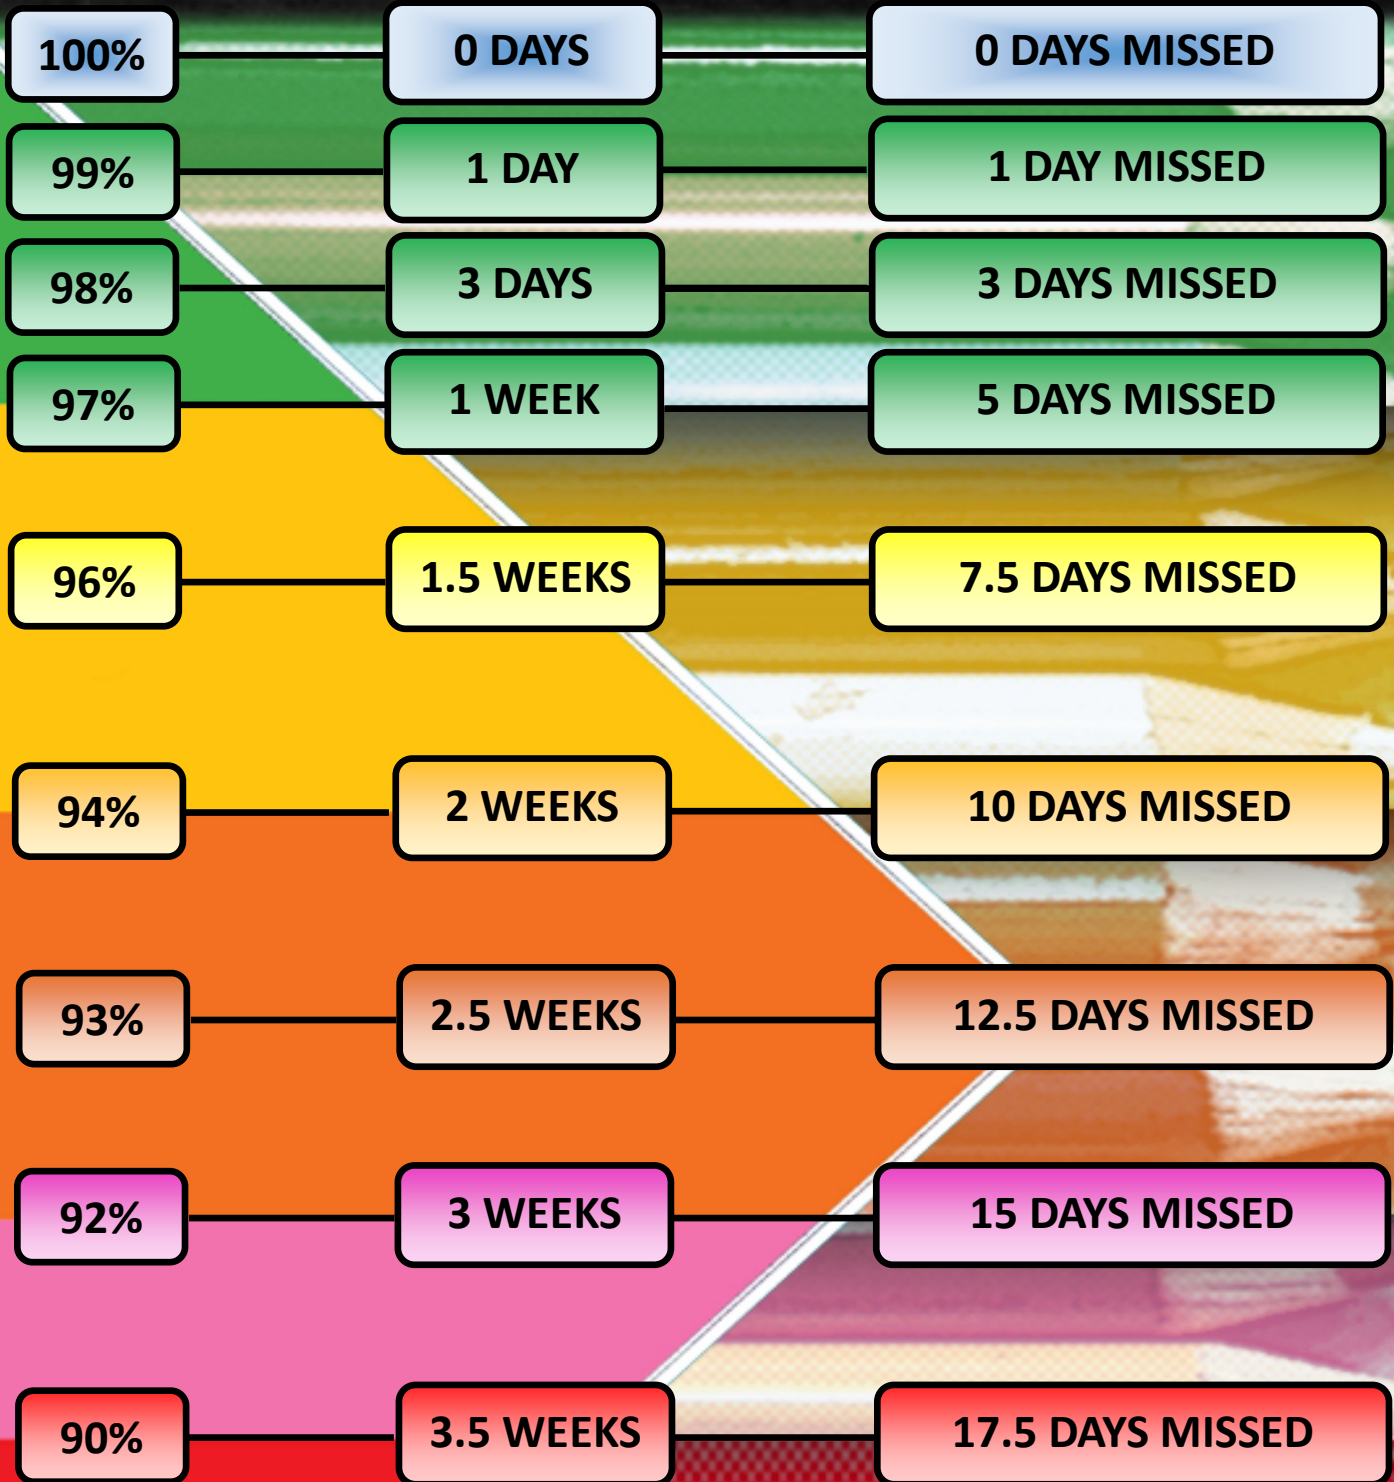 100% 0 DAYS 0 DAYS MISSED
99% 1 DAY 1 DAY MISSED
98% 3 DAYS 3 DAYS MISSED
97% 1 WEEK 5 DAYS MISSED
96% 1.5 WEEKS 7.5 DAYS MISSED
94% 2 WEEKS 10 DAYS MISSED
93% 2.5 WEEKS 12.5 DAYS MISSED
92% 3 WEEKS 15 DAYS MISSED
90% 3.5 WEEKS 17.5 DAYS MISSED